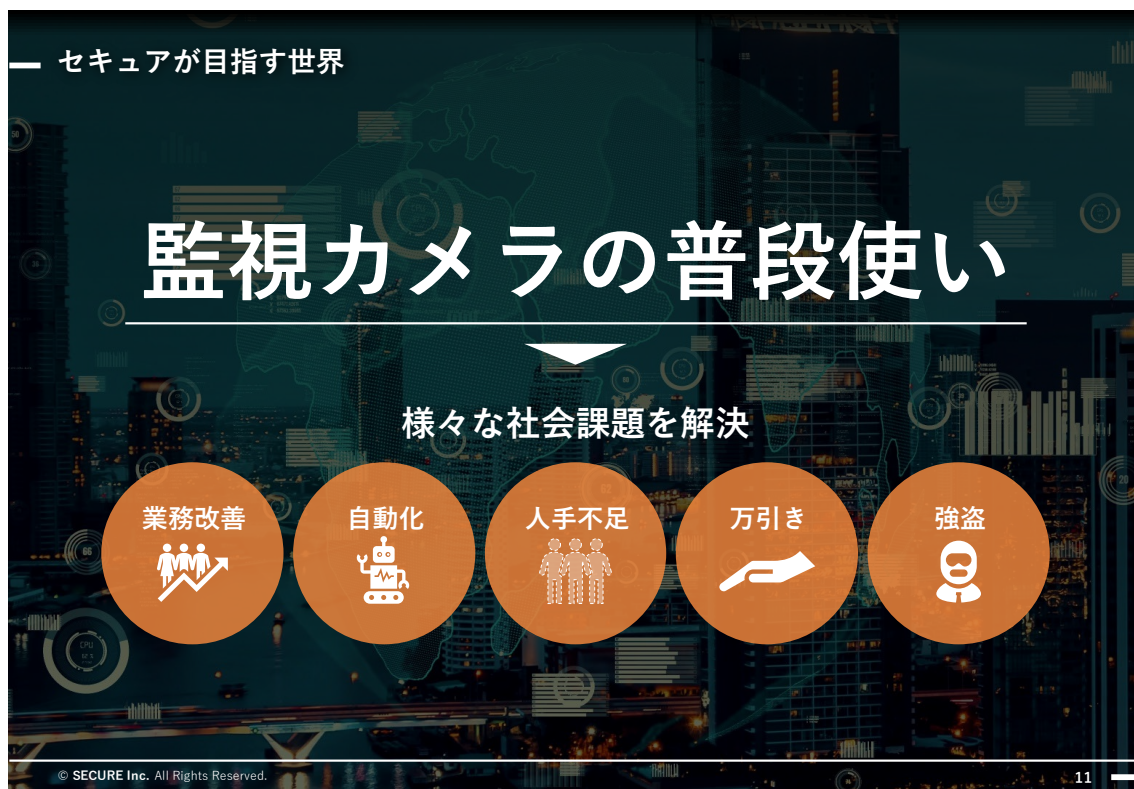 セキュアが目指す世界
監視カメラの普段使い
様々な社会課題を解決
業務改善
自動化
人手不足
万引き
強盗
© SECURE Inc. All Rights Reserved.
11